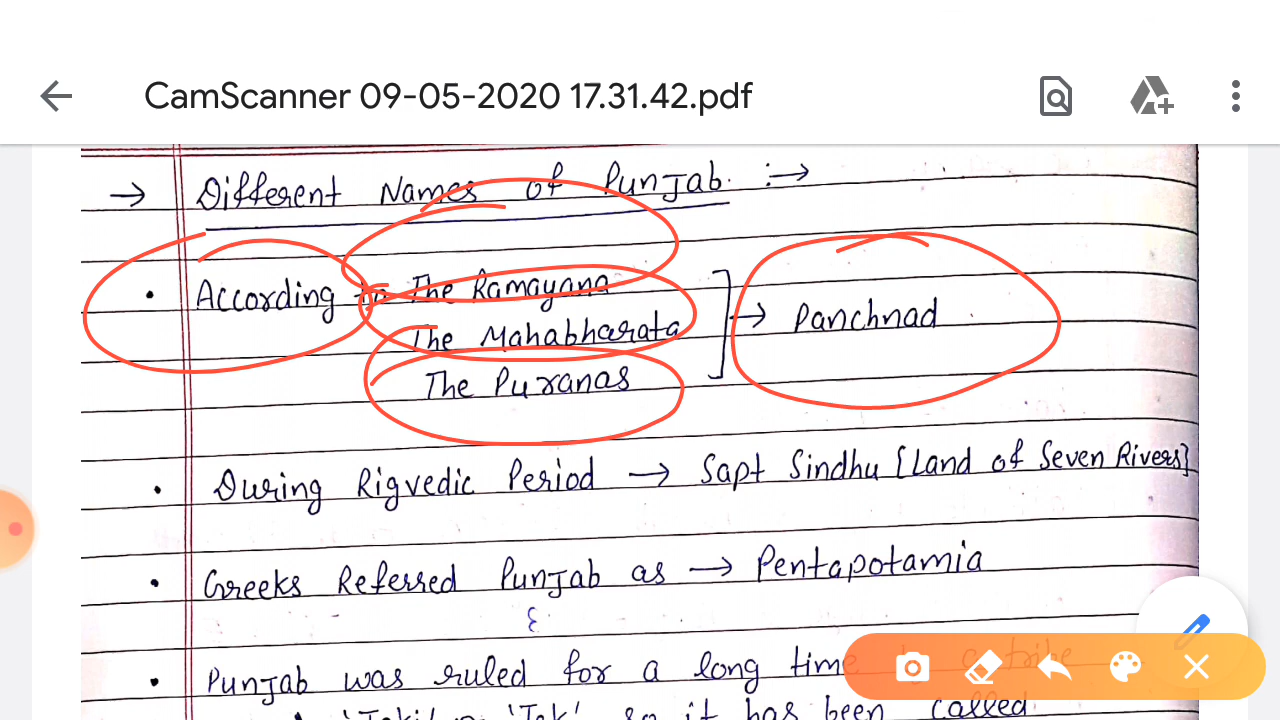 CamScanner 09-05-2020 17.31.42.pdf
→ Different Names of Punjab :→
• According to The Ramayana
The Mahabharata → Panchnad
The Puranas
• During Rigvedic Period → Sapt Sindhu [Land of Seven Rivers]
• Greeks Referred Punjab as → Pentapotamia
• Punjab was ruled for a long time tribe
'Taki' 'Tak' so it has been called